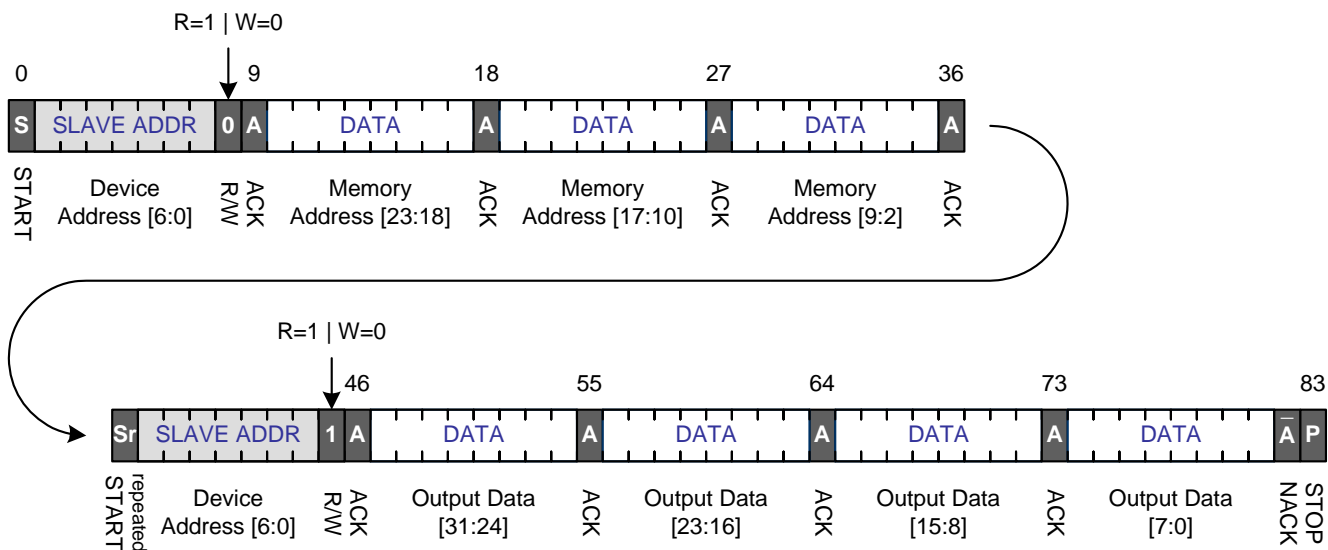 R=1 | W=0
0 9 18 27 36
S SLAVE ADDR 0 A DATA A DATA A DATA A
START Device Address [6:0] R/W ACK Memory Address [23:18] ACK Memory Address [17:10] ACK Memory Address [9:2] ACK
R=1 | W=0
46 55 64 73 83
Sr SLAVE ADDR 1 A DATA A DATA A DATA A DATA A̅ P
repeated START Device Address [6:0] R/W ACK Output Data [31:24] ACK Output Data [23:16] ACK Output Data [15:8] ACK Output Data [7:0] NACK STOP